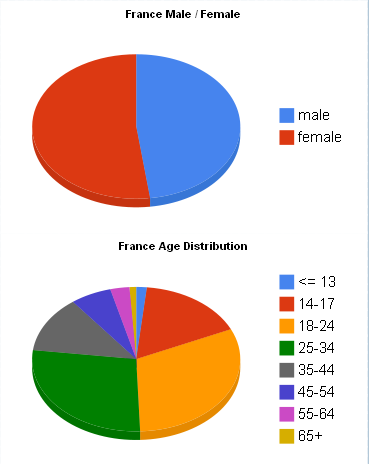 France Male / Female
male
female
France Age Distribution
<= 13
14-17
18-24
25-34
35-44
45-54
55-64
65+